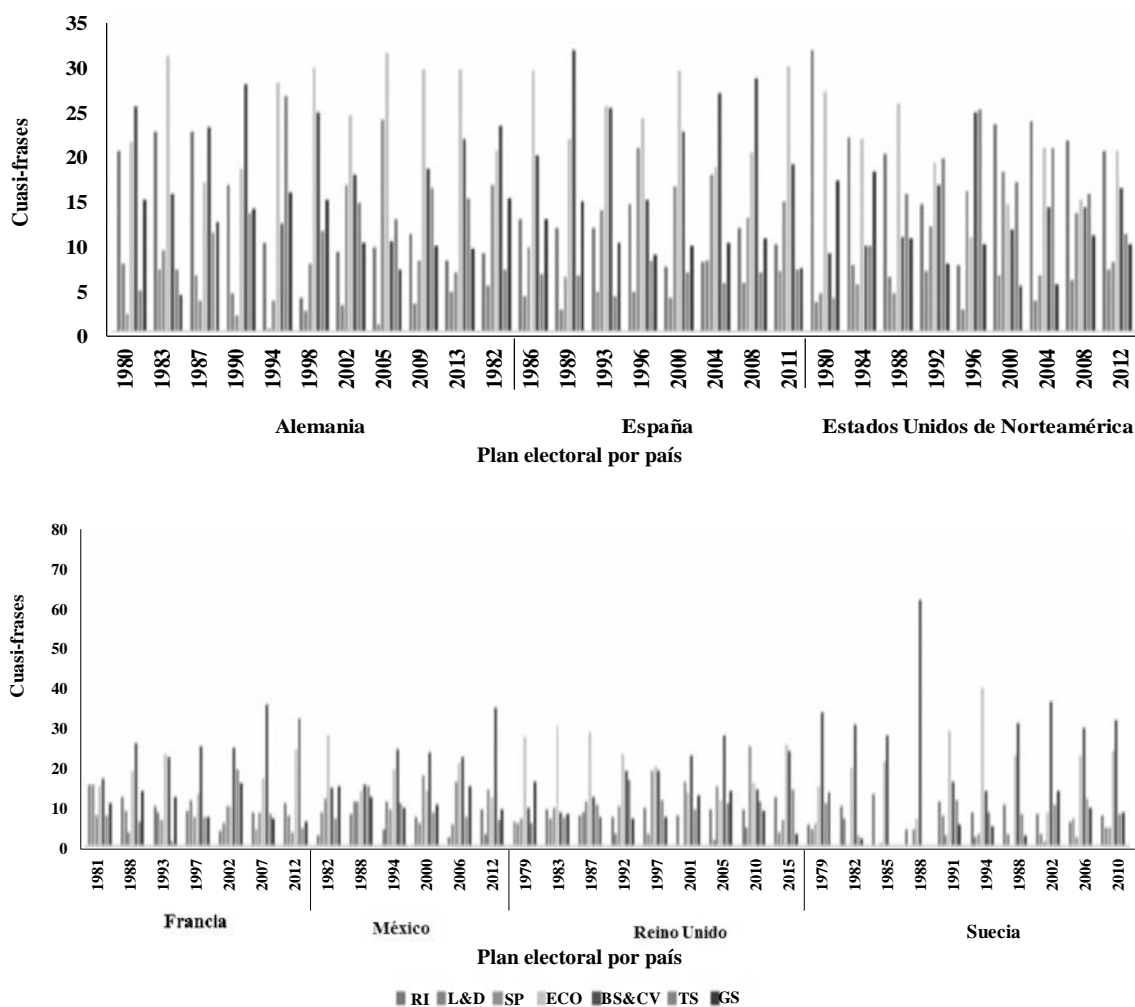 35
30
25
20
15
10
5
0
Cuasi-frases
1980 1983 1987 1990 1994 1998 2002 2005 2009 2013 1982 1986 1989 1993 1996 2000 2004 2008 2011 1980 1984 1988 1992 1996 2000 2004 2008 2012
Alemania España Estados Unidos de Norteamérica
Plan electoral por país
80
70
60
50
40
30
20
10
0
Cuasi-frases
1981 1988 1993 1997 2002 2007 2012 1982 1988 1994 2000 2006 2012 1979 1983 1987 1992 1997 2001 2005 2010 2015 1979 1982 1985 1988 1991 1994 1988 2002 2006 2010
Francia México Reino Unido Suecia
Plan electoral por país
RI L&D SP ECO BS&CV TS GS